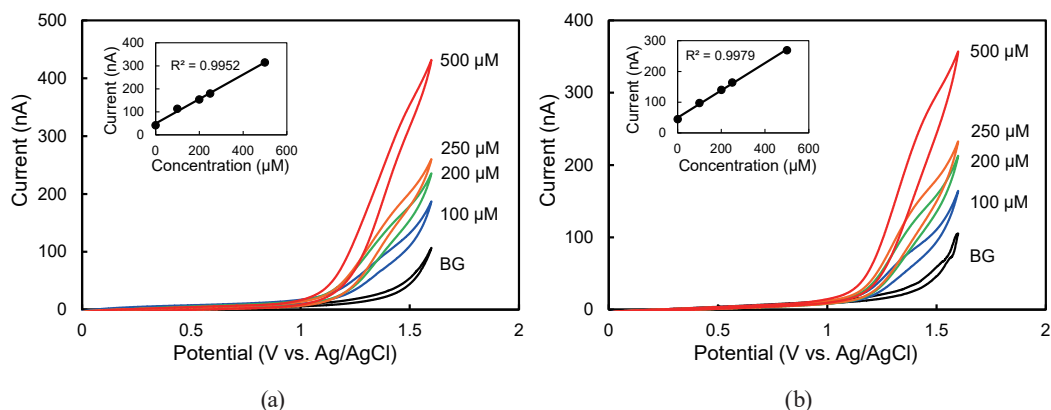 500
400
300
200
100
0
Current (nA)
400
300
200
100
0
Current (nA)
R² = 0.9952
0 200 400 600
Concentration (µM)
500 µM
250 µM
200 µM
100 µM
BG
0 0.5 1 1.5 2
Potential (V vs. Ag/AgCl)
(a)
400
300
200
100
0
Current (nA)
300
200
100
0
Current (nA)
R² = 0.9979
0 200 400 600
Concentration (µM)
500 µM
250 µM
200 µM
100 µM
BG
0 0.5 1 1.5 2
Potential (V vs. Ag/AgCl)
(b)